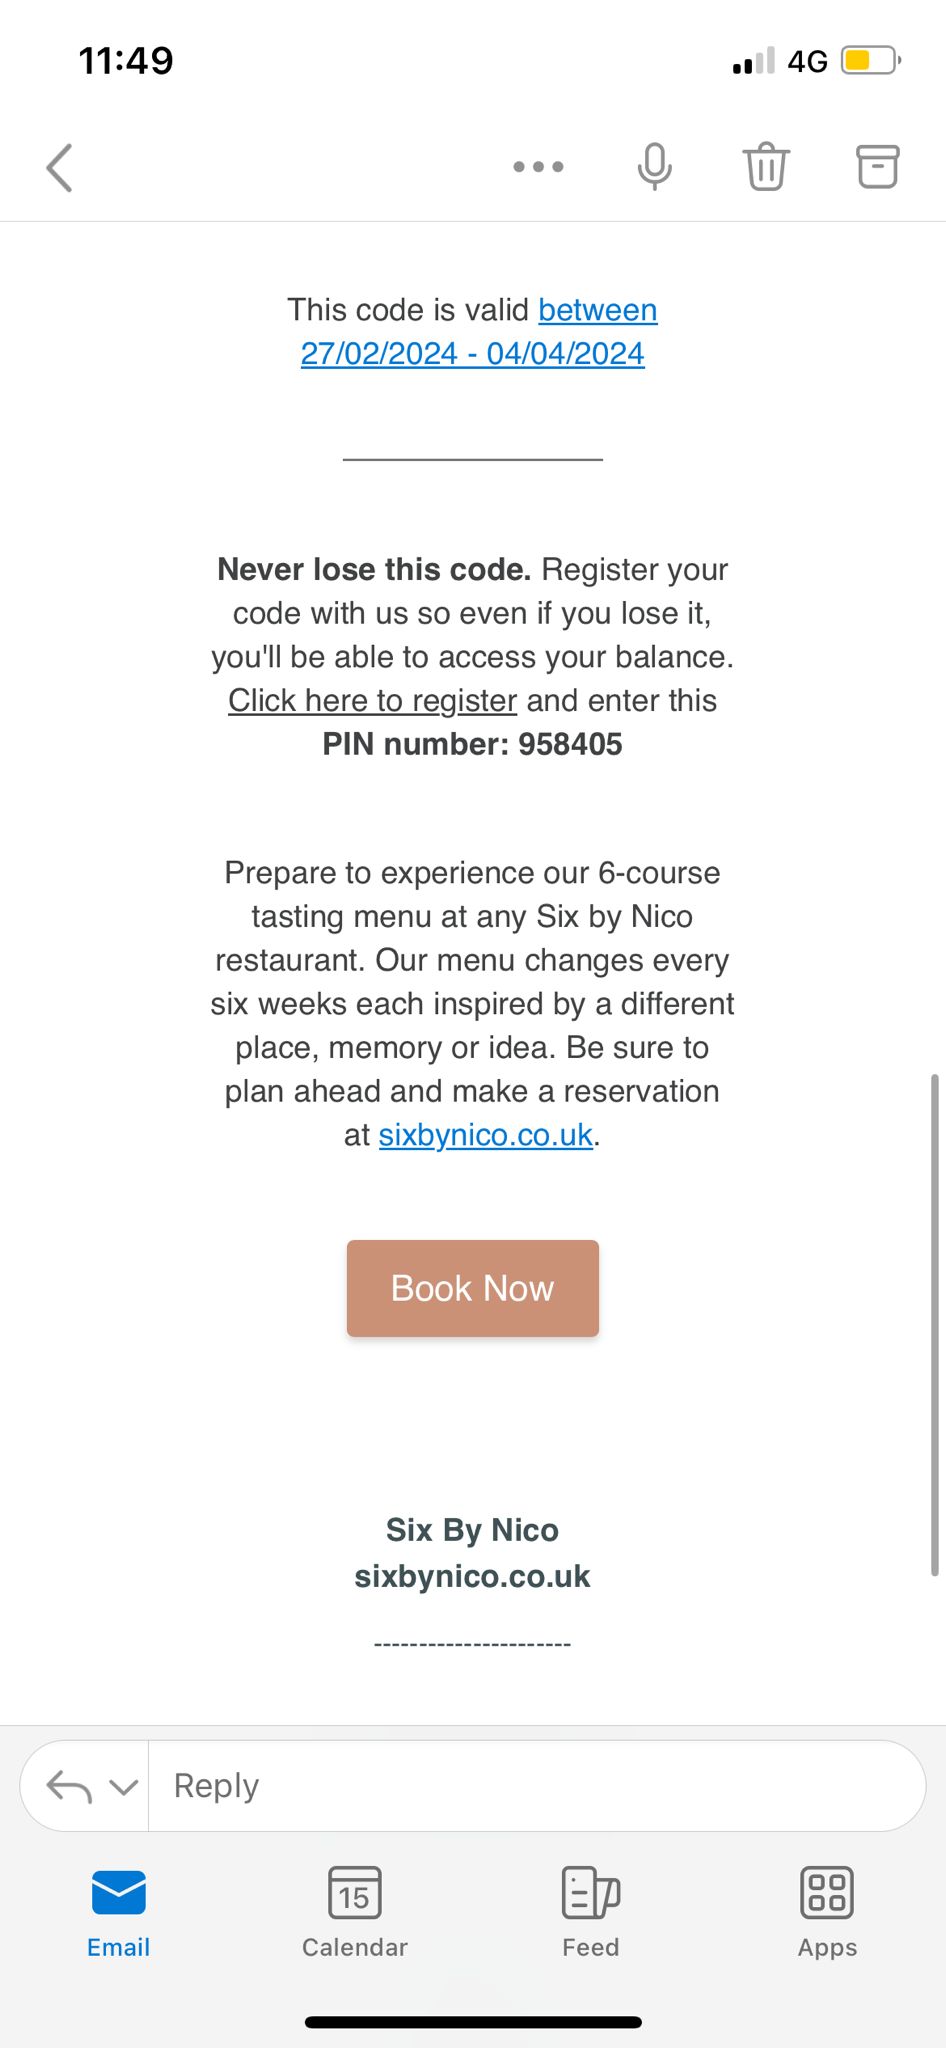 11:49
4G
This code is valid between
27/02/2024 - 04/04/2024
Never lose this code. Register your
code with us so even if you lose it,
you'll be able to access your balance.
Click here to register and enter this
PIN number: 958405
Prepare to experience our 6-course
tasting menu at any Six by Nico
restaurant. Our menu changes every
six weeks each inspired by a different
place, memory or idea. Be sure to
plan ahead and make a reservation
at sixbynico.co.uk.
Book Now
Six By Nico
sixbynico.co.uk
----------------------
Reply
15
Email
Calendar
Feed
Apps